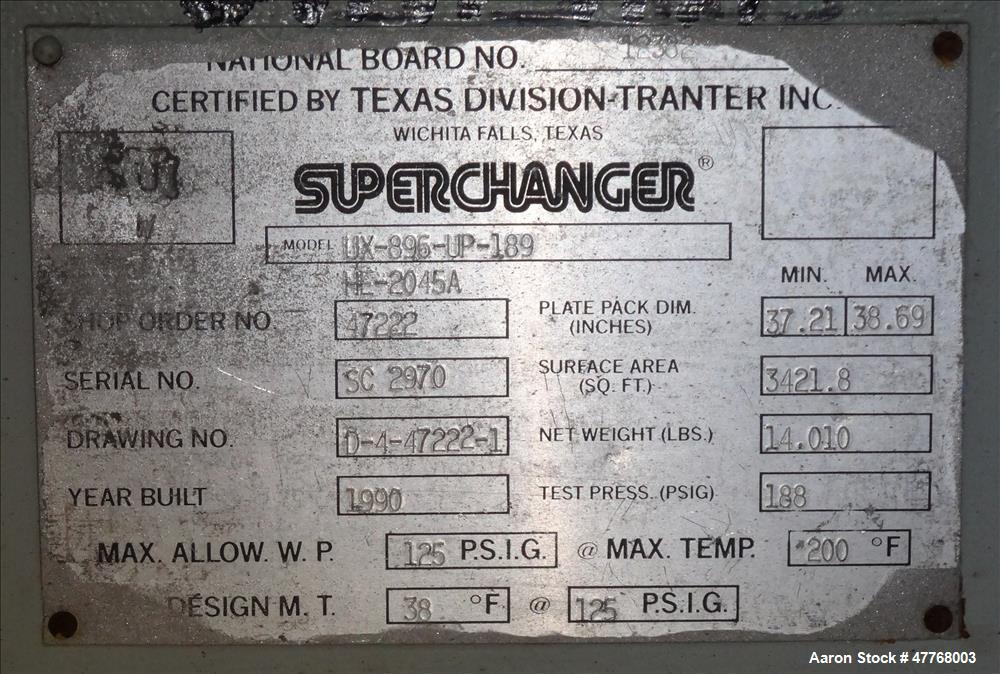 NATIONAL BOARD NO. 12382
CERTIFIED BY TEXAS DIVISION-TRANTER INC.
WICHITA FALLS, TEXAS
SUPERCHANGER®
MODEL UX-896-UP-189
HE-2045A
MIN. MAX.
SHOP ORDER NO. 47222
PLATE PACK DIM. (INCHES) 37.21 38.69
SERIAL NO. SC 2970
SURFACE AREA (SQ. FT.) 3421.8
DRAWING NO. D-4-47222-1
NET WEIGHT (LBS.) 14.010
YEAR BUILT 1990
TEST PRESS. (PSIG) 188
MAX. ALLOW. W. P. 125 P.S.I.G. @ MAX. TEMP. 200 °F
DESIGN M. T. 38 °F. @ 125 P.S.I.G.
Aaron Stock # 47768003